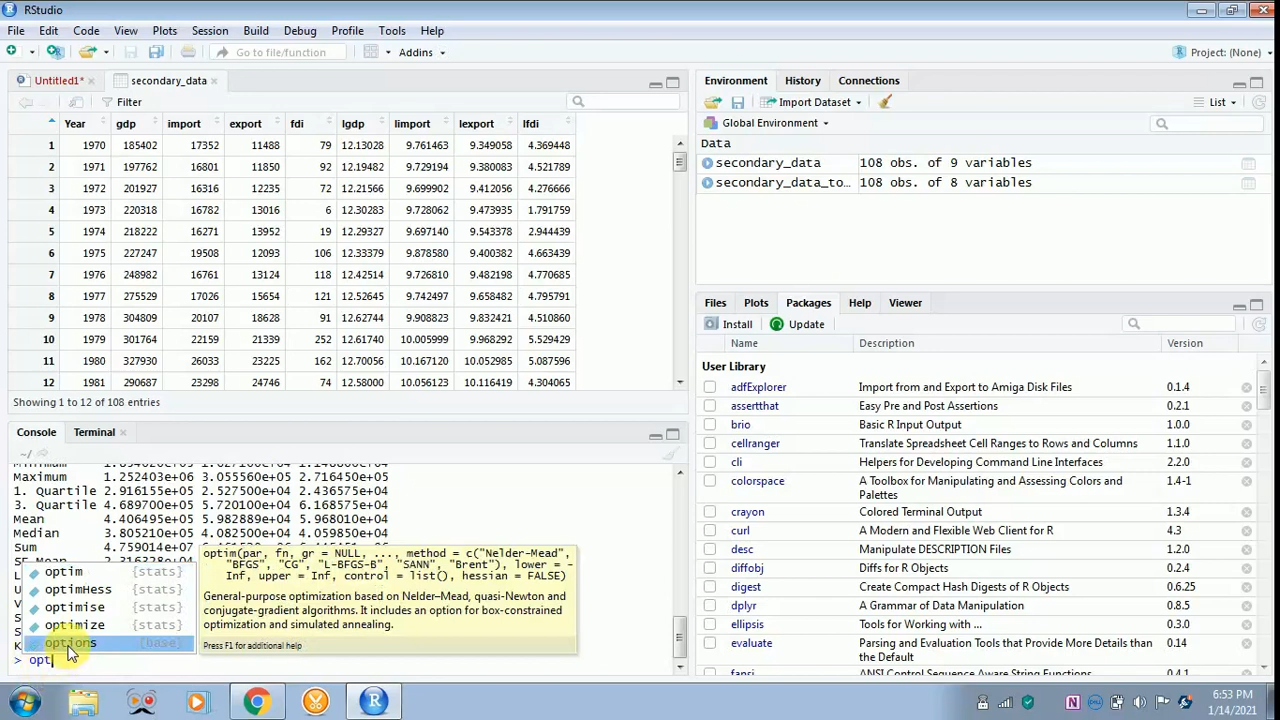 RStudio
File Edit Code View Plots Session Build Debug Profile Tools Help
Go to file/function Addins Project: (None)
Untitled1* secondary_data
Filter
Year gdp import export fdi lgdp limport lexport lfdi
1 1970 185402 17352 11488 79 12.13028 9.761463 9.349058 4.369448
2 1971 197762 16801 11850 92 12.19482 9.729194 9.380083 4.521789
3 1972 201927 16316 12235 72 12.21566 9.699902 9.412056 4.276666
4 1973 220318 16782 13016 6 12.30283 9.728062 9.473935 1.791759
5 1974 218222 16271 13952 19 12.29327 9.697140 9.543378 2.944439
6 1975 227247 19508 12093 106 12.33379 9.878580 9.400382 4.663439
7 1976 248982 16761 13124 118 12.42514 9.726810 9.482198 4.770685
8 1977 275529 17026 15654 121 12.52645 9.742497 9.658482 4.795791
9 1978 304809 20107 18628 91 12.62744 9.908823 9.832421 4.510860
10 1979 301764 22159 21339 252 12.61740 10.005999 9.968292 5.529429
11 1980 327930 26033 23225 162 12.70056 10.167120 10.052985 5.087596
12 1981 290687 23298 24746 74 12.58000 10.056123 10.116419 4.304065
Showing 1 to 12 of 108 entries
Console Terminal
~/
Maximum 1.252403e+06 3.055560e+05 2.716450e+05
1. Quartile 2.916155e+05 2.527500e+04 2.436575e+04
3. Quartile 4.689700e+05 5.720100e+04 6.168575e+04
Mean 4.406495e+05 5.982889e+04 5.968010e+04
Median 3.805210e+05 4.085250e+04 4.048000e+04
Sum 4.759014e+07
optim {stats}
optimHess {stats}
optimise {stats}
optimize {stats}
options {base}
optim(par, fn, gr = NULL, ..., method = c("Nelder-Mead",
"BFGS", "CG", "L-BFGS-B", "SANN", "Brent"), lower = -
Inf, upper = Inf, control = list(), hessian = FALSE)
General-purpose optimization based on Nelder–Mead, quasi-Newton and
conjugate-gradient algorithms. It includes an option for box-constrained
optimization and simulated annealing.
Press F1 for additional help
> opt
Environment History Connections
Import Dataset List
Global Environment
Data
secondary_data 108 obs. of 9 variables
secondary_data_to… 108 obs. of 8 variables
Files Plots Packages Help Viewer
Install Update
Name Description Version
User Library
adfExplorer Import from and Export to Amiga Disk Files 0.1.4
assertthat Easy Pre and Post Assertions 0.2.1
brio Basic R Input Output 1.0.0
cellranger Translate Spreadsheet Cell Ranges to Rows and Columns 1.1.0
cli Helpers for Developing Command Line Interfaces 2.2.0
colorspace A Toolbox for Manipulating and Assessing Colors and 1.4-1
Palettes
crayon Colored Terminal Output 1.3.4
curl A Modern and Flexible Web Client for R 4.3
desc Manipulate DESCRIPTION Files 1.2.0
diffobj Diffs for R Objects 0.3.3
digest Create Compact Hash Digests of R Objects 0.6.25
dplyr A Grammar of Data Manipulation 0.8.5
ellipsis Tools for Working with ... 0.3.0
evaluate Parsing and Evaluation Tools that Provide More Details than 0.14
the Default
fansi ANSI Control Sequence Aware String Functions 0.4.1
6:53 PM
1/14/2021